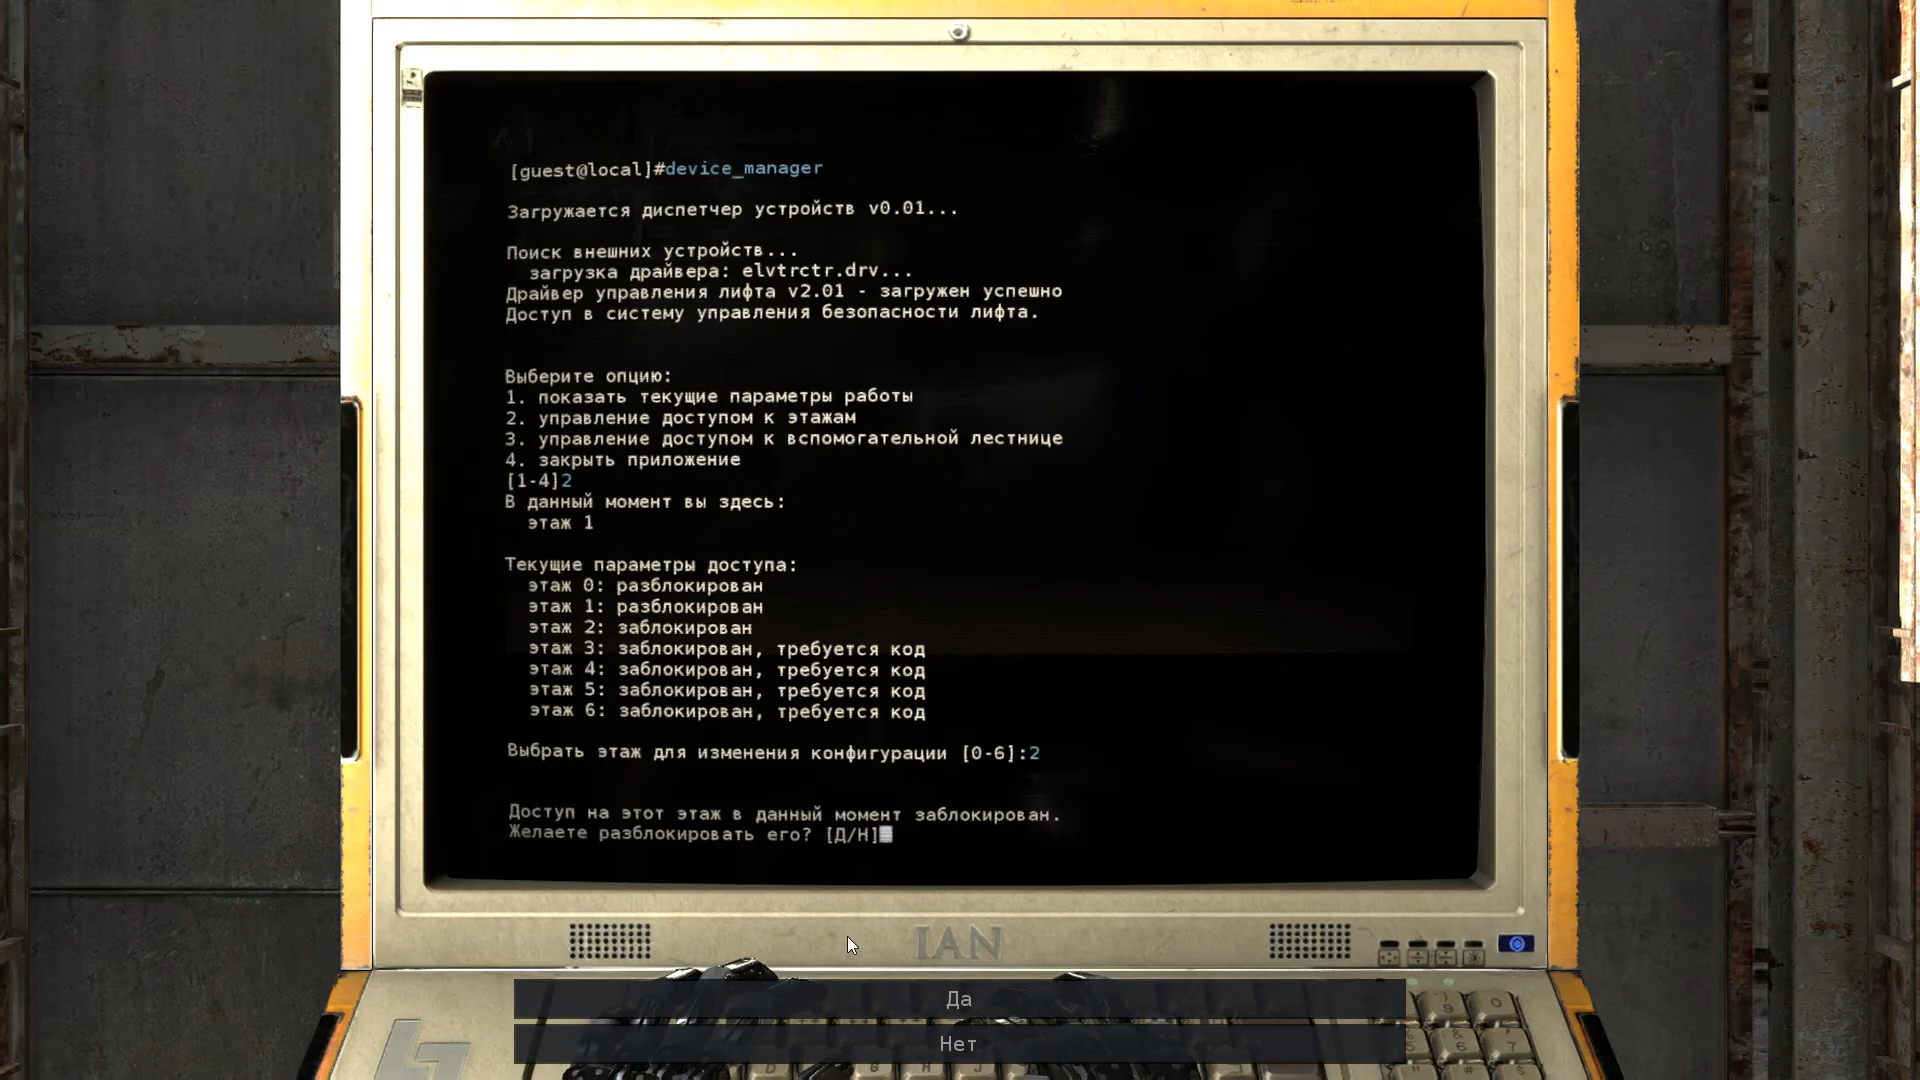 [guest@local]#device_manager
Загружается диспетчер устройств v0.01...
Поиск внешних устройств...
загрузка драйвера: elvtrctr.drv...
Драйвер управления лифта v2.01 - загружен успешно
Доступ в систему управления безопасности лифта.
Выберите опцию:
1. показать текущие параметры работы
2. управление доступом к этажам
3. управление доступом к вспомогательной лестнице
4. закрыть приложение
[1-4]2
В данный момент вы здесь:
этаж 1
Текущие параметры доступа:
этаж 0: разблокирован
этаж 1: разблокирован
этаж 2: заблокирован
этаж 3: заблокирован, требуется код
этаж 4: заблокирован, требуется код
этаж 5: заблокирован, требуется код
этаж 6: заблокирован, требуется код
Выбрать этаж для изменения конфигурации [0-6]:2
Доступ на этот этаж в данный момент заблокирован.
Желаете разблокировать его? [Д/Н]
IAN
Да
Нет